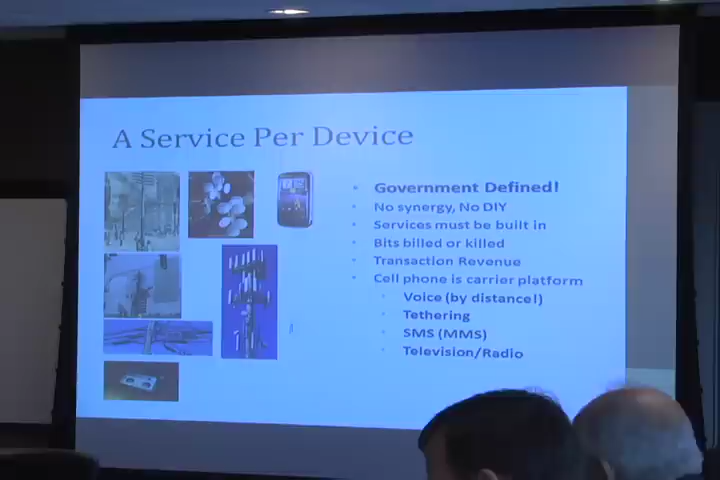 A Service Per Device
Government Defined!
No synergy, No DIY
Services must be built in
Bits billed or killed
Transaction Revenue
Cell phone is carrier platform
Voice (by distance!)
Tethering
SMS (MMS)
Television/Radio